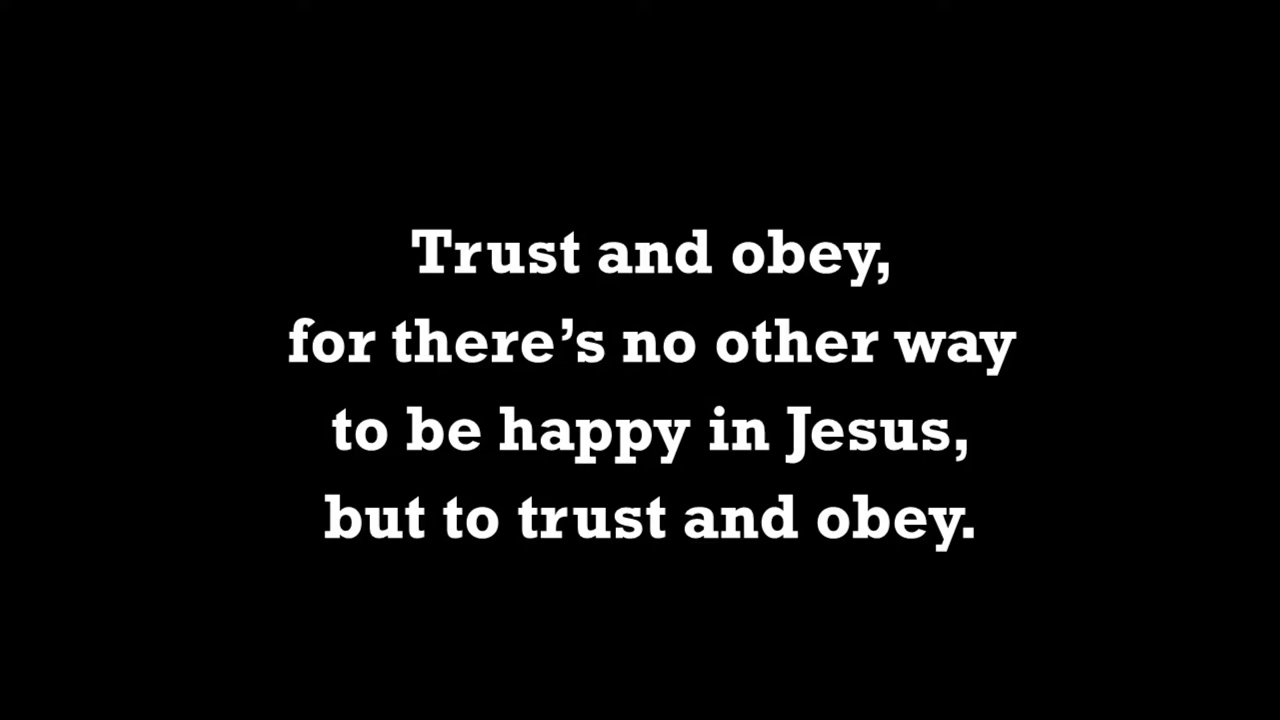 Trust and obey,
for there’s no other way
to be happy in Jesus,
but to trust and obey.